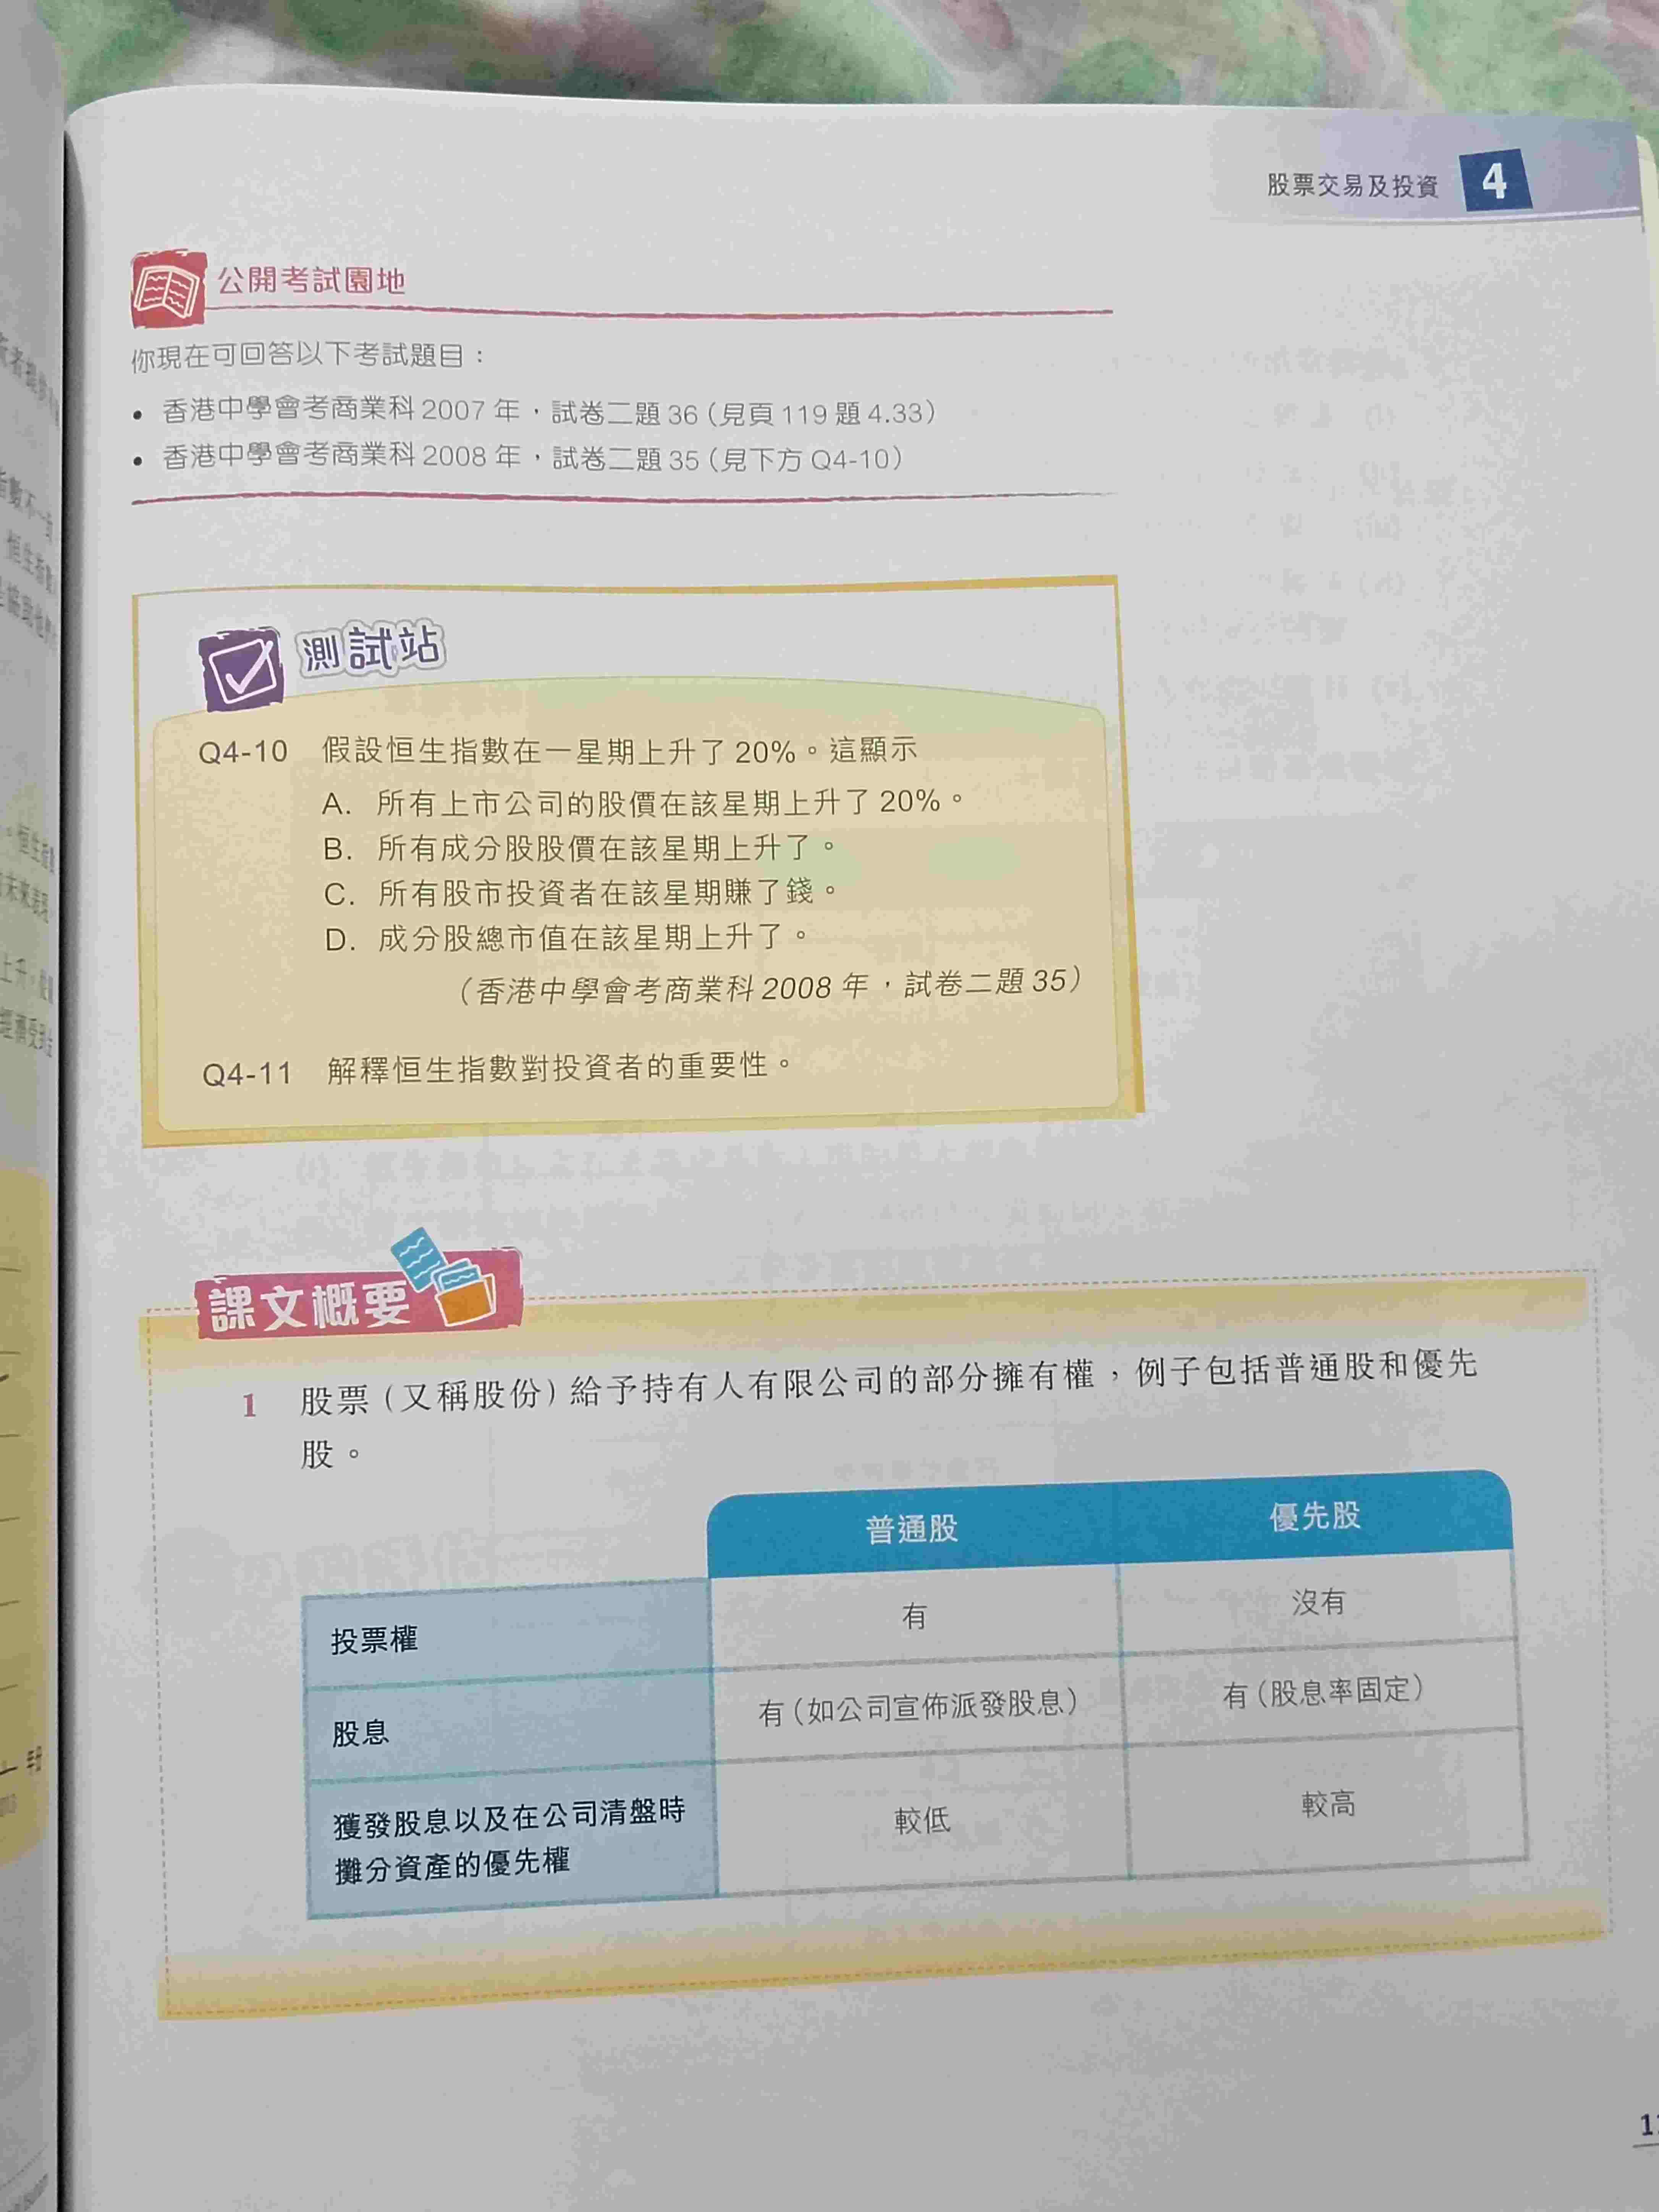 股票交易及投資 4
公開考試園地
你現在可回答以下考試題目：
• 香港中學會考商業科 2007 年，試卷二題 36（見頁 119 題 4.33）
• 香港中學會考商業科 2008 年，試卷二題 35（見下方 Q4-10）
測試站
Q4-10 假設恒生指數在一星期上升了 20%。這顯示
A. 所有上市公司的股價在該星期上升了 20%。
B. 所有成分股股價在該星期上升了。
C. 所有股市投資者在該星期賺了錢。
D. 成分股總市值在該星期上升了。
（香港中學會考商業科 2008 年，試卷二題 35）
Q4-11 解釋恒生指數對投資者的重要性。
課文概要
1 股票（又稱股份）給予持有人有限公司的部分擁有權，例子包括普通股和優先
股。
普通股 優先股
投票權 有 沒有
股息 有（如公司宣佈派發股息） 有（股息率固定）
獲發股息以及在公司清盤時
攤分資產的優先權 較低 較高